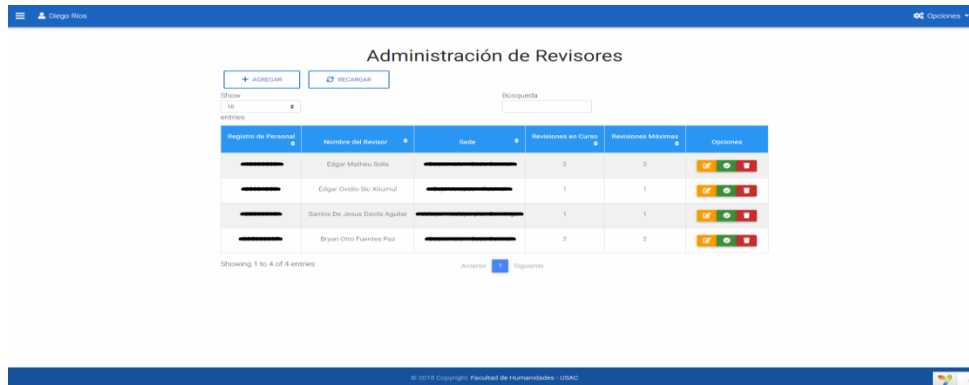 Diego Rios
Opciones
Administración de Revisores
AGREGAR
RECARGAR
Show
10
entries
Búsqueda
Registro de Personal
Nombre del Revisor
Sede
Revisiones en Curso
Revisiones Máximas
Opciones
Edgar Matheu Solis
2
2
Edgar Ovidio Sic Xitumul
1
1
Santos De Jesus Davila Aguilar
1
1
Bryan Otto Fuentes Paz
2
2
Showing 1 to 4 of 4 entries
Anterior
1
Siguiente
© 2018 Copyright: Facultad de Humanidades - USAC